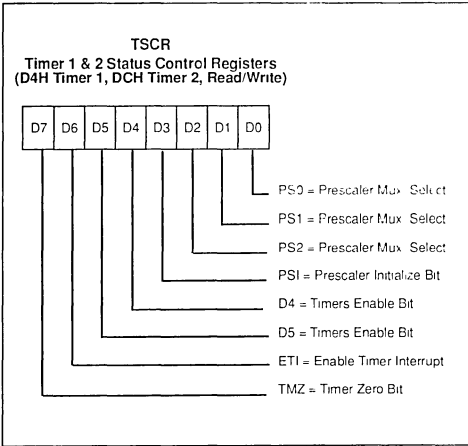 TSCR
Timer 1 & 2 Status Control Registers
(D4H Timer 1, DCH Timer 2, Read/Write)
D7 D6 D5 D4 D3 D2 D1 D0
PS0 = Prescaler Mux Select
PS1 = Prescaler Mux Select
PS2 = Prescaler Mux Select
PSI = Prescaler Initialize Bit
D4 = Timers Enable Bit
D5 = Timers Enable Bit
ETI = Enable Timer Interrupt
TMZ = Timer Zero Bit